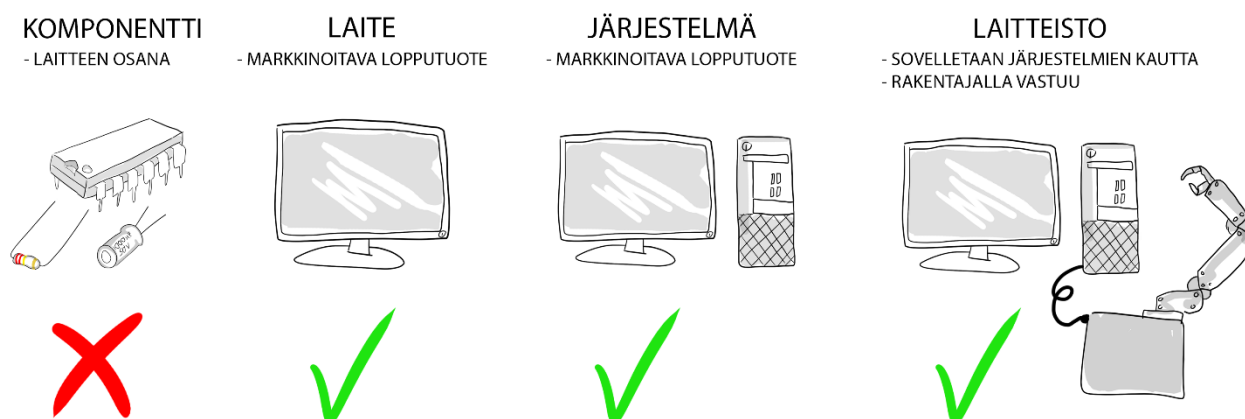 KOMPONENTTI
- LAITTEEN OSANA
LAITE
- MARKKINOITAVA LOPPUTUOTE
JÄRJESTELMÄ
- MARKKINOITAVA LOPPUTUOTE
LAITTEISTO
- SOVELLETAAN JÄRJESTELMIEN KAUTTA
- RAKENTAJALLA VASTUU